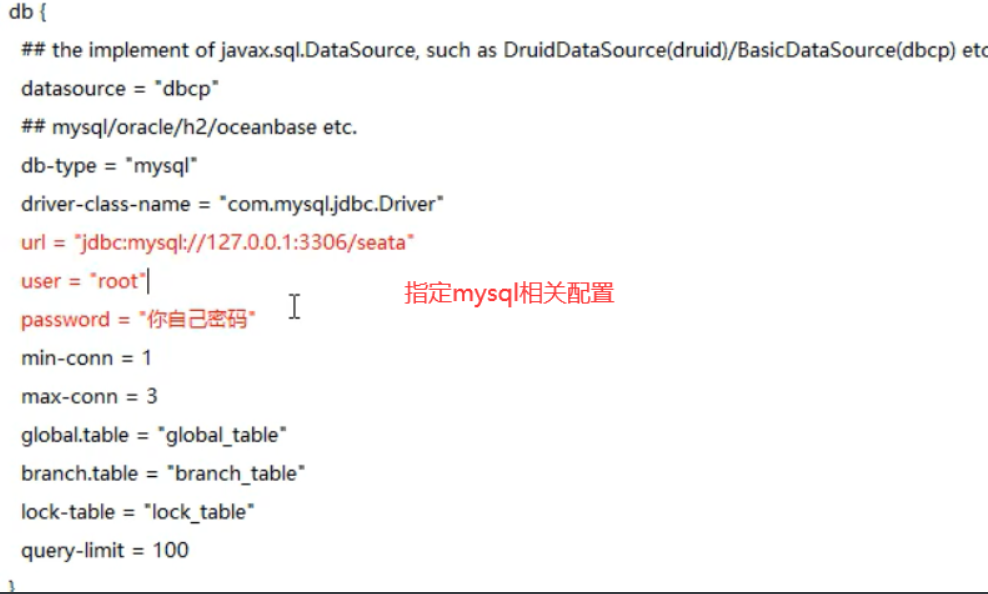 db {
## the implement of javax.sql.DataSource, such as DruidDataSource(druid)/BasicDataSource(dbcp) etc
datasource = "dbcp"
## mysql/oracle/h2/oceanbase etc.
db-type = "mysql"
driver-class-name = "com.mysql.jdbc.Driver"
url = "jdbc:mysql://127.0.0.1:3306/seata"
user = "root"
指定mysql相关配置
password = "你自己密码"
min-conn = 1
max-conn = 3
global.table = "global_table"
branch.table = "branch_table"
lock-table = "lock_table"
query-limit = 100
}